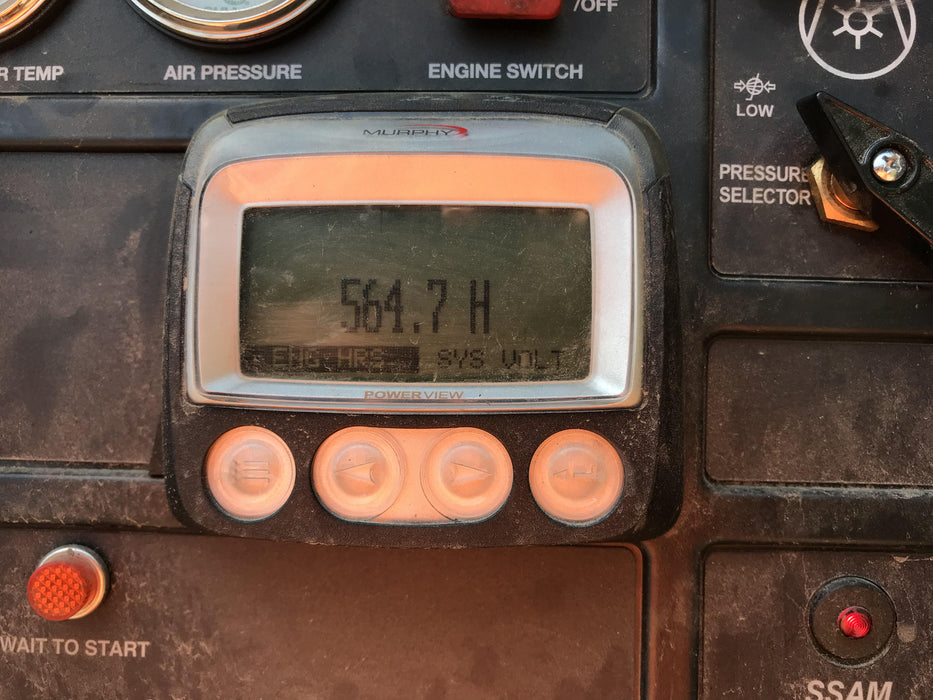 /OFF
R TEMP
AIR PRESSURE
ENGINE SWITCH
LOW
MURPHY
PRESSURE
SELECTOR
564.7 H
ENG HRS SYS VOLT
POWERVIEW
WAIT TO START
SSAM